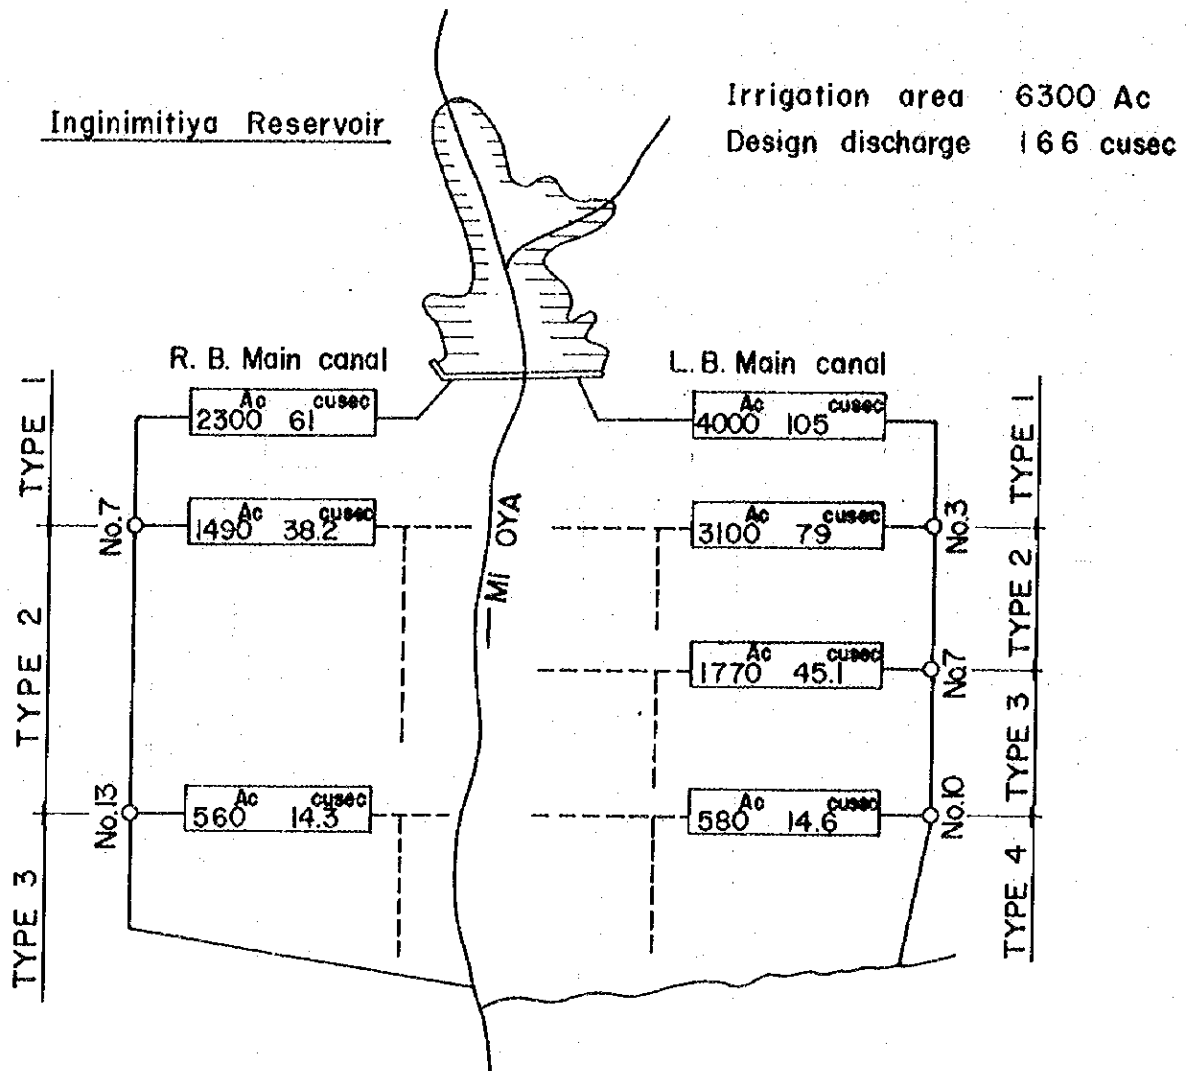 Inginimitiya Reservoir
Irrigation area 6300 Ac
Design discharge 166 cusec
R. B. Main canal
L. B. Main canal
TYPE 1
2300 Ac 61 cusec
4000 Ac 105 cusec
TYPE 1
No.7
1490 Ac 38.2 cusec
MI OYA
3100 Ac 79 cusec
No.3
TYPE 2
TYPE 2
1770 Ac 45.1 cusec
No.7
TYPE 3
No.13
560 Ac 14.3 cusec
580 Ac 14.6 cusec
No.10
TYPE 3
TYPE 4